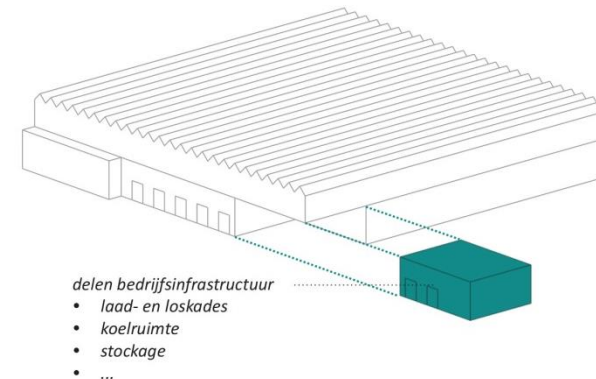 delen bedrijfsinfrastructuur
• laad- en loskades
• koelruimte
• stockage
• ...